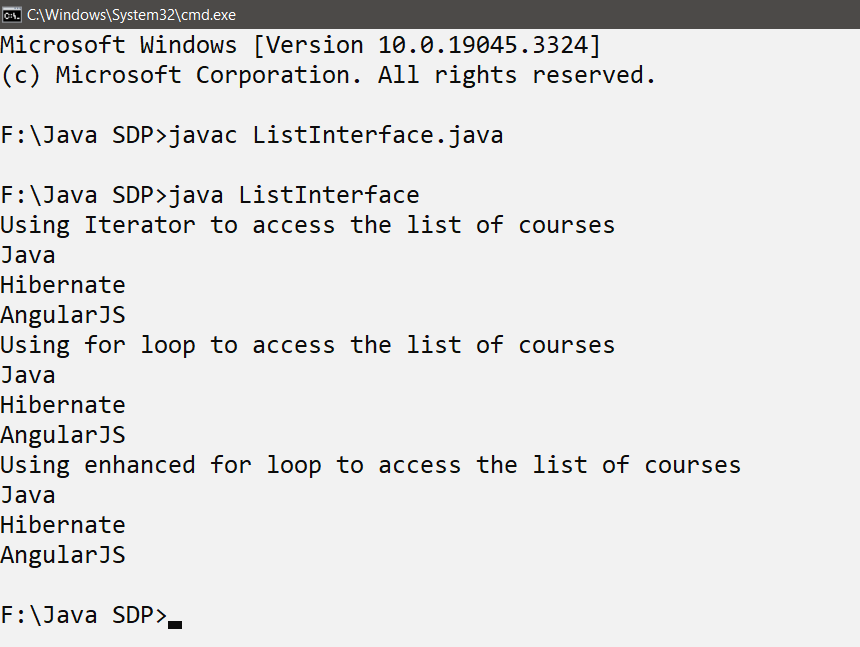 C:\Windows\System32\cmd.exe
Microsoft Windows [Version 10.0.19045.3324]
(c) Microsoft Corporation. All rights reserved.
F:\Java SDP>javac ListInterface.java
F:\Java SDP>java ListInterface
Using Iterator to access the list of courses
Java
Hibernate
AngularJS
Using for loop to access the list of courses
Java
Hibernate
AngularJS
Using enhanced for loop to access the list of courses
Java
Hibernate
AngularJS
F:\Java SDP>